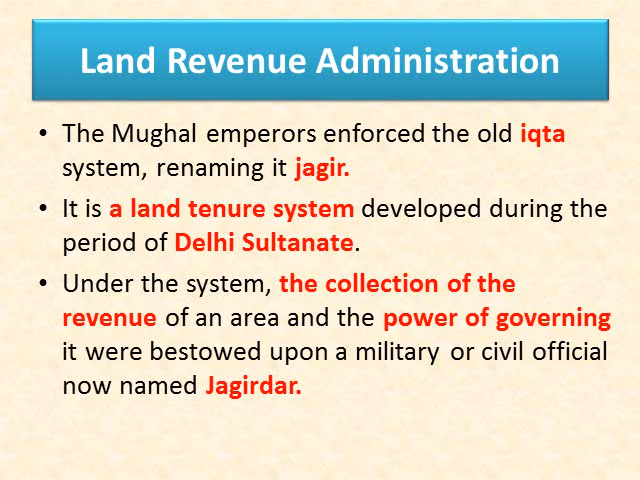 Land Revenue Administration
• The Mughal emperors enforced the old iqta
system, renaming it jagir.
• It is a land tenure system developed during the
period of Delhi Sultanate.
• Under the system, the collection of the
revenue of an area and the power of governing
it were bestowed upon a military or civil official
now named Jagirdar.